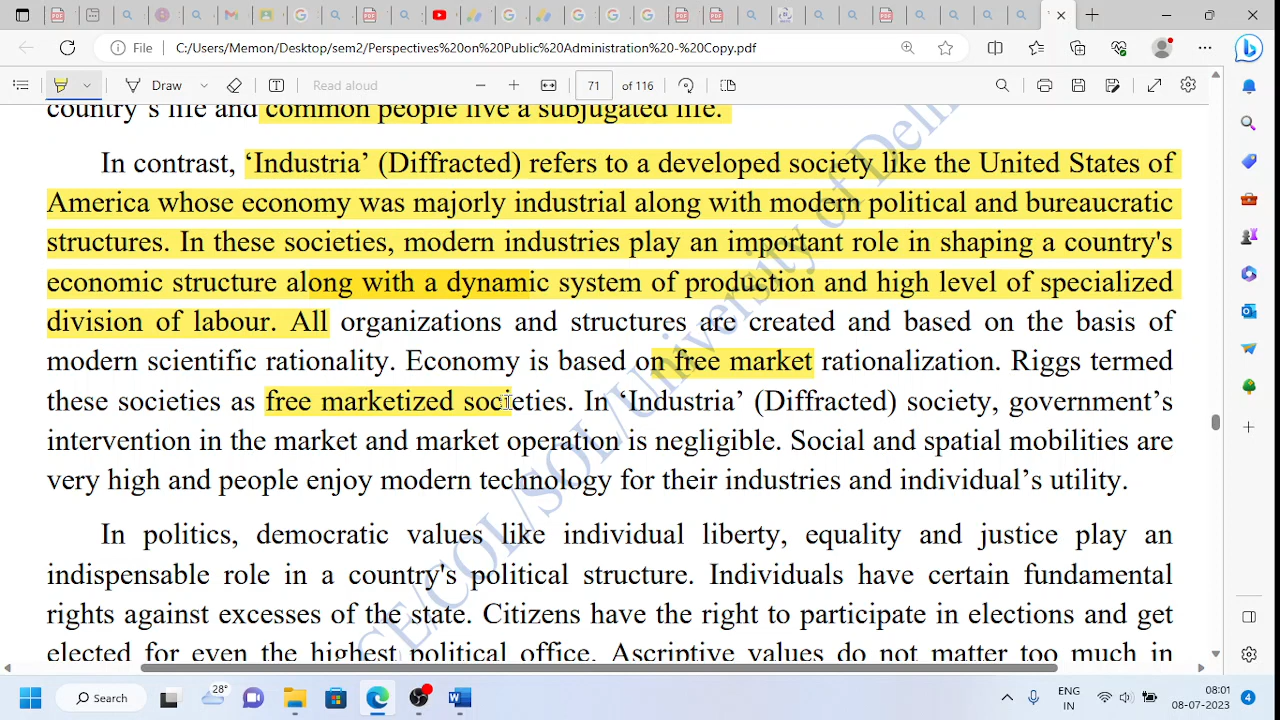 File
C:/Users/Memon/Desktop/sem2/Perspectives%20on%20Public%20Administration%20-%20Copy.pdf
Draw
Read aloud
71
of 116
country's life and common people live a subjugated life.
In contrast, ‘Industria’ (Diffracted) refers to a developed society like the United States of
America whose economy was majorly industrial along with modern political and bureaucratic
structures. In these societies, modern industries play an important role in shaping a country's
economic structure along with a dynamic system of production and high level of specialized
division of labour. All organizations and structures are created and based on the basis of
modern scientific rationality. Economy is based on free market rationalization. Riggs termed
these societies as free marketized societies. In ‘Industria’ (Diffracted) society, government’s
intervention in the market and market operation is negligible. Social and spatial mobilities are
very high and people enjoy modern technology for their industries and individual’s utility.
In politics, democratic values like individual liberty, equality and justice play an
indispensable role in a country's political structure. Individuals have certain fundamental
rights against excesses of the state. Citizens have the right to participate in elections and get
elected for even the highest political office. Ascriptive values do not matter too much in
CE/COL/SOL/University of Delhi
Search
28°
ENG
IN
08:01
08-07-2023
4